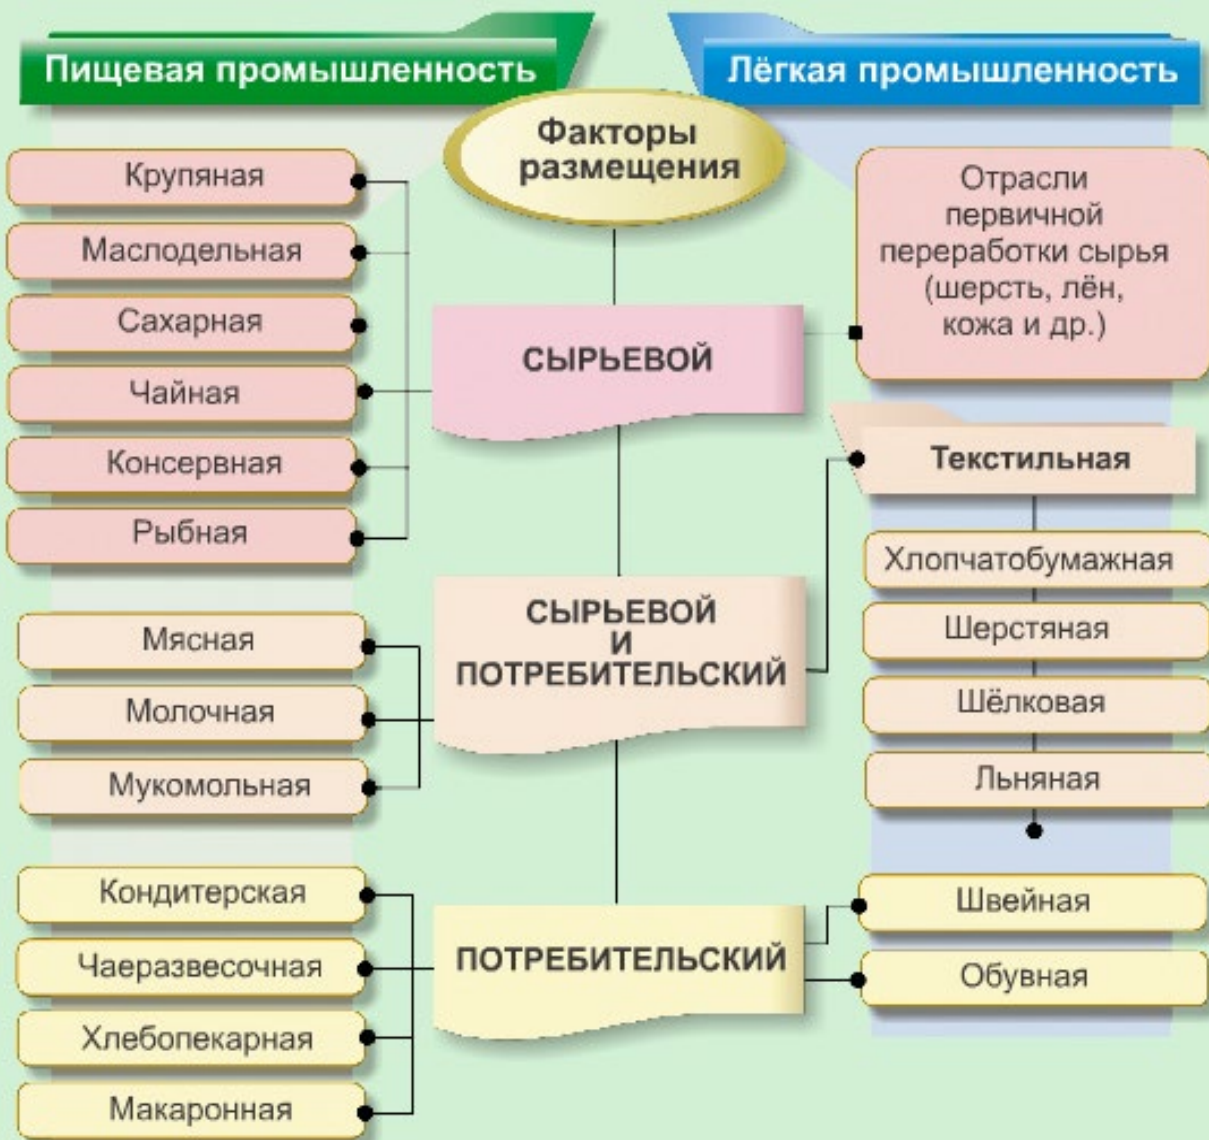 Пищевая промышленность
Лёгкая промышленность
Факторы
размещения
Крупяная
Маслодельная
Сахарная
Чайная
Консервная
Рыбная
СЫРЬЕВОЙ
Отрасли
первичной
переработки сырья
(шерсть, лён,
кожа и др.)
Мясная
Молочная
Мукомольная
СЫРЬЕВОЙ
И
ПОТРЕБИТЕЛЬСКИЙ
Текстильная
Хлопчатобумажная
Шерстяная
Шёлковая
Льняная
Кондитерская
Чаеразвесочная
Хлебопекарная
Макаронная
ПОТРЕБИТЕЛЬСКИЙ
Швейная
Обувная